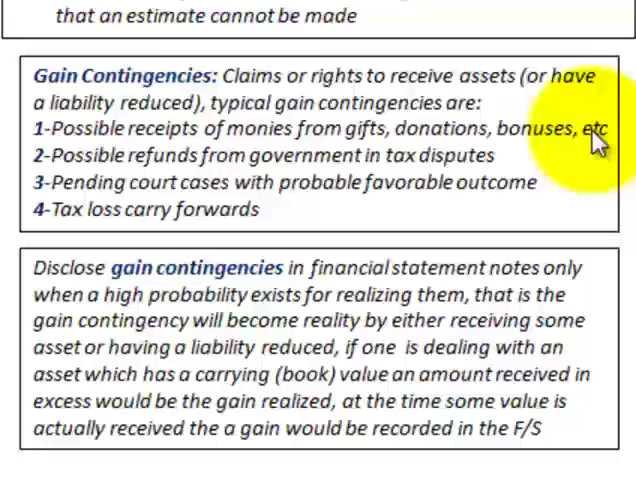 that an estimate cannot be made
Gain Contingencies: Claims or rights to receive assets (or have
a liability reduced), typical gain contingencies are:
1-Possible receipts of monies from gifts, donations, bonuses, etc
2-Possible refunds from government in tax disputes
3-Pending court cases with probable favorable outcome
4-Tax loss carry forwards
Disclose gain contingencies in financial statement notes only
when a high probability exists for realizing them, that is the
gain contingency will become reality by either receiving some
asset or having a liability reduced, if one is dealing with an
asset which has a carrying (book) value an amount received in
excess would be the gain realized, at the time some value is
actually received the a gain would be recorded in the F/S